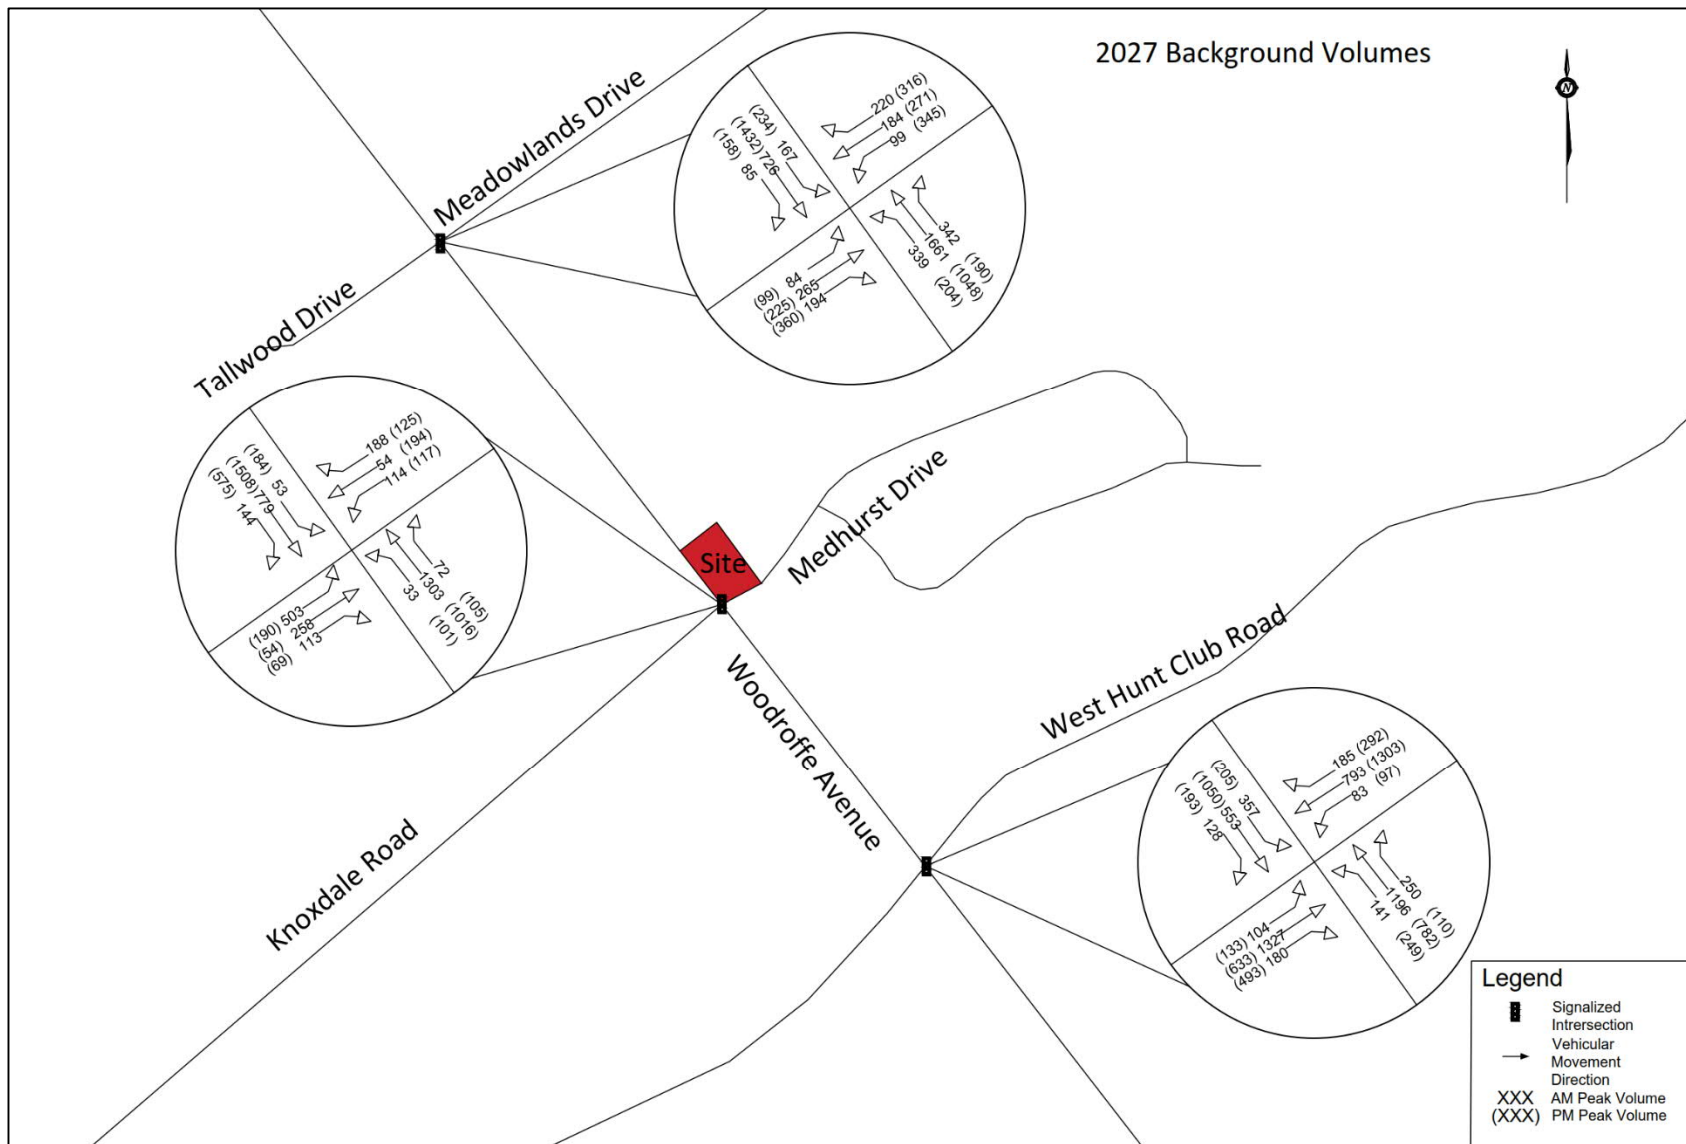 2027 Background Volumes
N
Meadowlands Drive
Tallwood Drive
220 (316)
184 (271)
99 (345)
(234) 167
(1432) 726
(158) 85
342 (190)
1661 (1048)
339 (204)
(99) 84
(225) 265
(360) 194
188 (125)
54 (194)
114 (117)
(184) 53
(1508) 779
(575) 144
72 (105)
1303 (1016)
33 (101)
(190) 503
(54) 258
(69) 113
Site
Medhurst Drive
West Hunt Club Road
Woodroffe Avenue
Knoxdale Road
185 (292)
793 (1303)
83 (97)
(205) 357
(1050) 553
(193) 128
250 (110)
1196 (782)
141 (249)
(133) 104
(633) 1327
(493) 180
Legend
Signalized
Intrersection
Vehicular
Movement
Direction
XXX AM Peak Volume
(XXX) PM Peak Volume